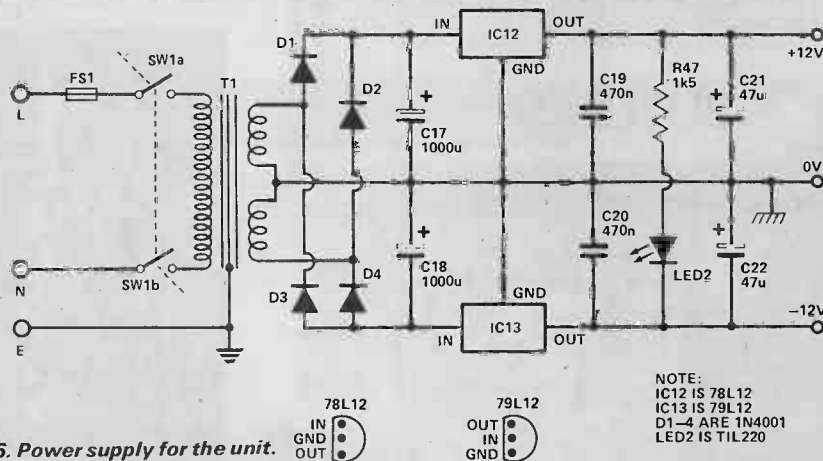 D1
IN
IC12
OUT
+12V
GND
FS1
SW1a
T1
D2
C19
470n
R47
1k5
C21
47u
L
+
+
C17
1000u
0V
C20
470n
+
+
C18
1000u
N
SW1b
D3
D4
GND
LED2
C22
47u
E
IN
IC13
OUT
-12V
78L12
IN
GND
OUT
79L12
OUT
IN
GND
NOTE:
IC12 IS 78L12
IC13 IS 79L12
D1–4 ARE 1N4001
LED2 IS TIL220
6. Power supply for the unit.